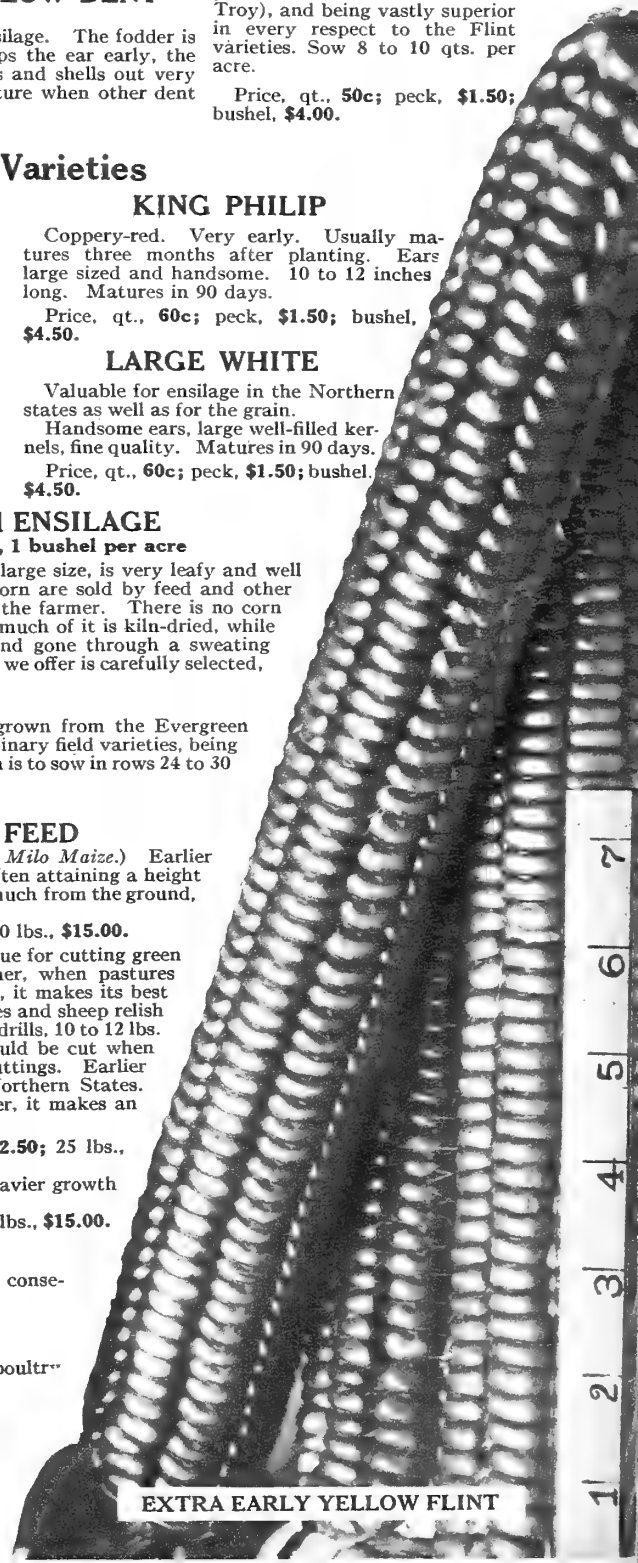 LOW DENT
silage. The fodder is
ps the ear early, the
s and shells out very
ture when other dent
Troy), and being vastly superior
in every respect to the Flint
varieties. Sow 8 to 10 qts. per
acre.
Price, qt., 50c; peck, $1.50;
bushel, $4.00.
Varieties
KING PHILIP
Coppery-red. Very early. Usually ma-
tures three months after planting. Ears
large sized and handsome. 10 to 12 inches
long. Matures in 90 days.
Price, qt., 60c; peck, $1.50; bushel,
$4.50.
LARGE WHITE
Valuable for ensilage in the Northern
states as well as for the grain.
Handsome ears, large well-filled ker-
nels, fine quality. Matures in 90 days.
Price, qt., 60c; peck, $1.50; bushel,
$4.50.
ENSILAGE
, 1 bushel per acre
large size, is very leafy and well
orn are sold by feed and other
the farmer. There is no corn
much of it is kiln-dried, while
nd gone through a sweating
we offer is carefully selected,
grown from the Evergreen
inary field varieties, being
is to sow in rows 24 to 30
FEED
Milo Maize.) Earlier
ten attaining a height
much from the ground,
0 lbs., $15.00.
ue for cutting green
er, when pastures
, it makes its best
es and sheep relish
drills, 10 to 12 lbs.
uld be cut when
uttings. Earlier
orthern States.
er, it makes an
2.50; 25 lbs.,
avier growth
lbs., $15.00.
conse-
poultr
7
6
5
4
3
2
1
EXTRA EARLY YELLOW FLINT